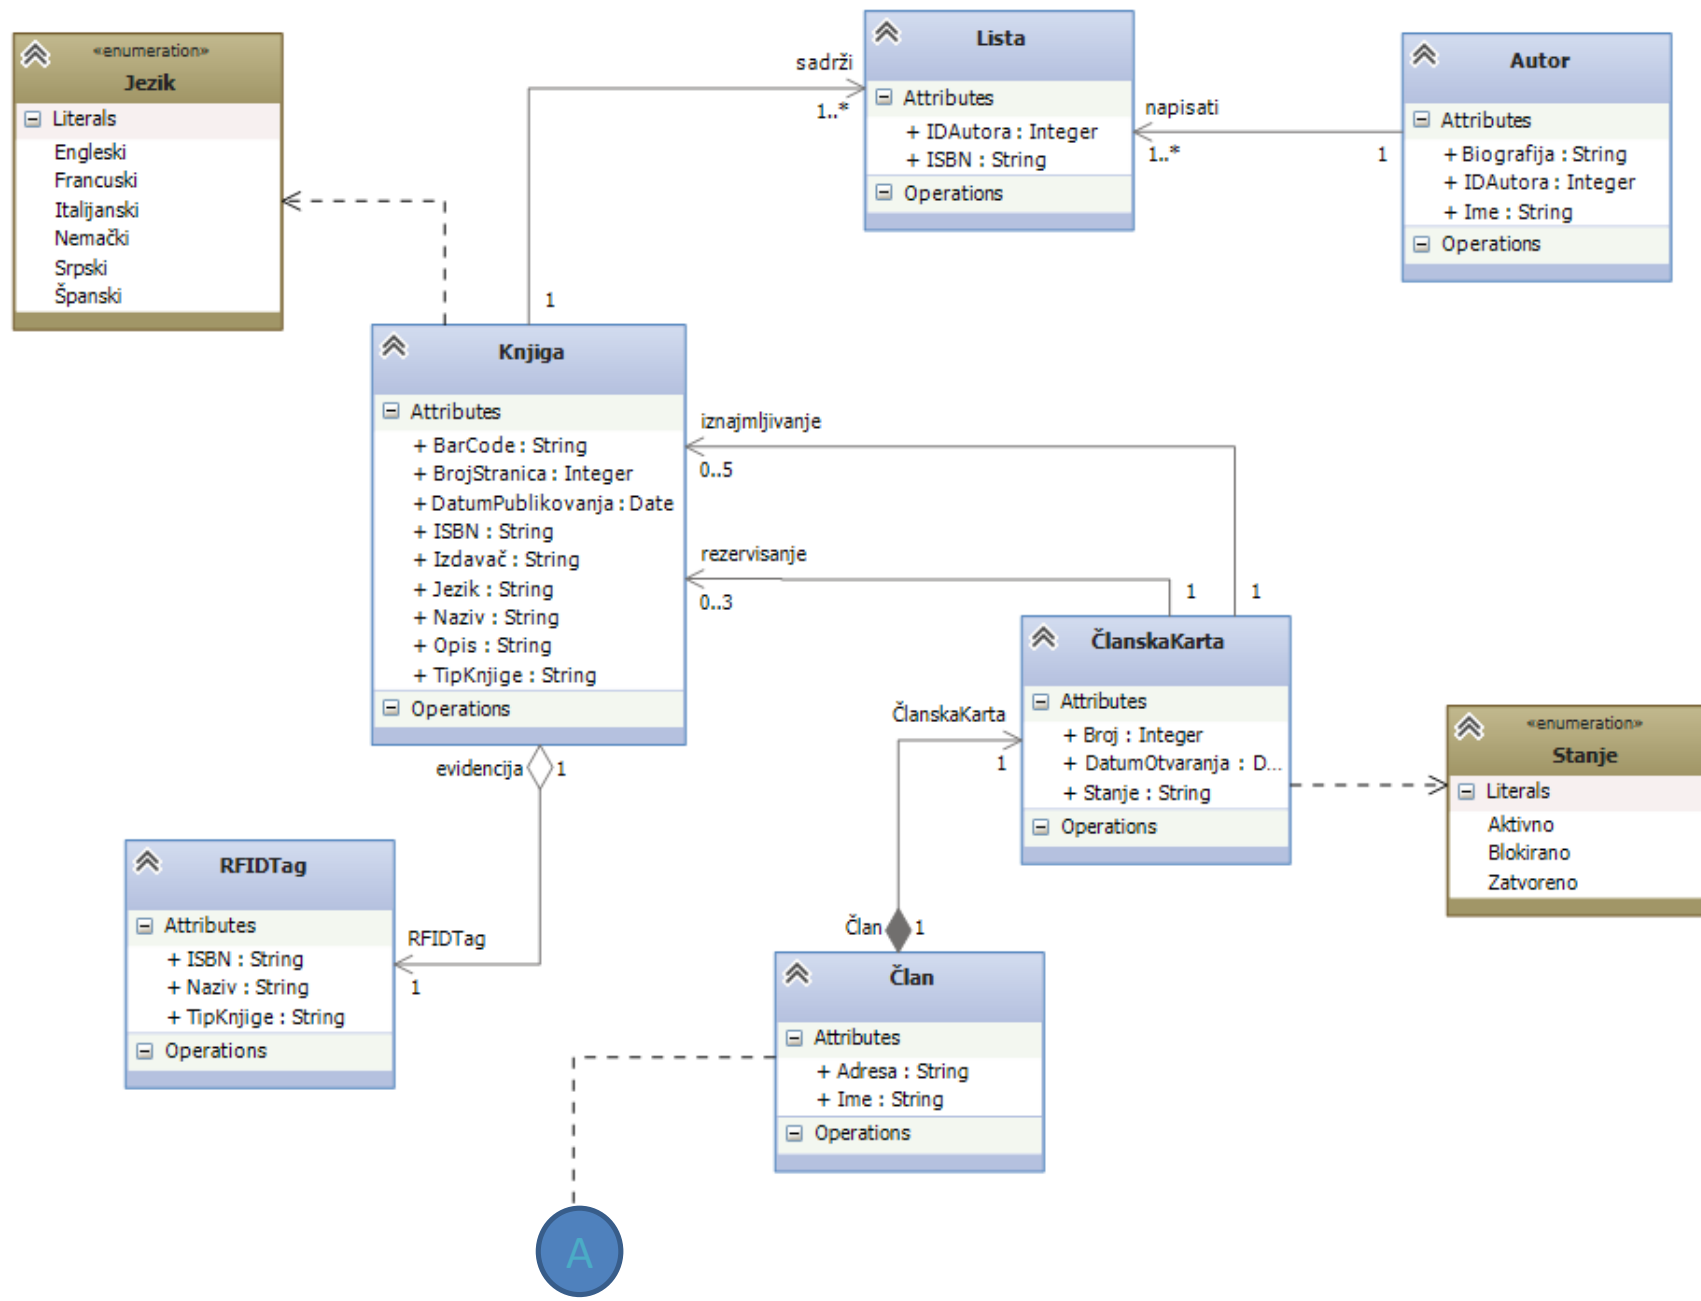 «enumeration»
Jezik
Literals
Engleski
Francuski
Italijanski
Nemački
Srpski
Španski
sadrži
1..*
1
Lista
Attributes
+ IDAutora : Integer
+ ISBN : String
Operations
napisati
1..*
1
Autor
Attributes
+ Biografija : String
+ IDAutora : Integer
+ Ime : String
Operations
Knjiga
Attributes
+ BarCode : String
+ BrojStranica : Integer
+ DatumPublikovanja : Date
+ ISBN : String
+ Izdavač : String
+ Jezik : String
+ Naziv : String
+ Opis : String
+ TipKnjige : String
Operations
iznajmljivanje
0..5
1
rezervisanje
0..3
1
ČlanskaKarta
Attributes
+ Broj : Integer
+ DatumOtvaranja : D...
+ Stanje : String
Operations
«enumeration»
Stanje
Literals
Aktivno
Blokirano
Zatvoreno
ČlanskaKarta
1
Član
1
evidencija
1
RFIDTag
1
RFIDTag
Attributes
+ ISBN : String
+ Naziv : String
+ TipKnjige : String
Operations
Član
Attributes
+ Adresa : String
+ Ime : String
Operations
A